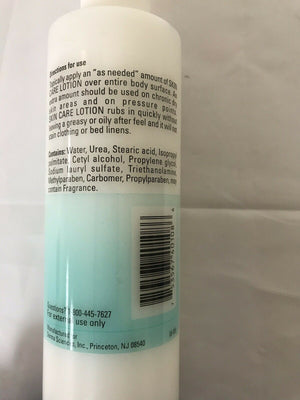 Directions for use
Topically apply an "as needed" amount of SKIN
CARE LOTION over entire body surface. An
extra amount should be used on chronic dry
skin areas and on pressure points.
SKIN CARE LOTION rubs in quickly without
leaving a greasy or oily after feel and it will not
stain clothing or bed linens.
Contains: Water, Urea, Stearic acid, Isopropyl
palmitate, Cetyl alcohol, Propylene glycol,
Sodium lauryl sulfate, Triethanolamine,
Methylparaben, Carbomer, Propylparaben, may
contain Fragrance.
Questions? 1-800-445-7627
For external use only
Manufactured for
Derma Sciences, Inc., Princeton, NJ 08540